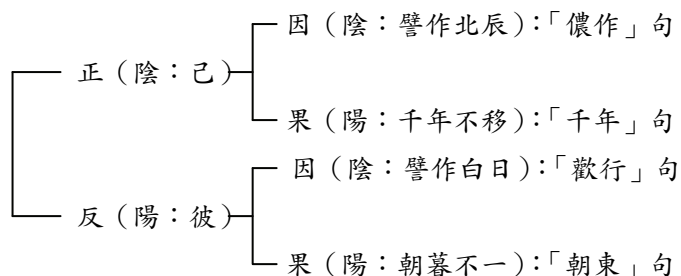 因（陰：譬作北辰）：「儂作」句
正（陰：己）
果（陽：千年不移）：「千年」句
因（陰：譬作白日）：「歡行」句
反（陽：彼）
果（陽：朝暮不一）：「朝東」句